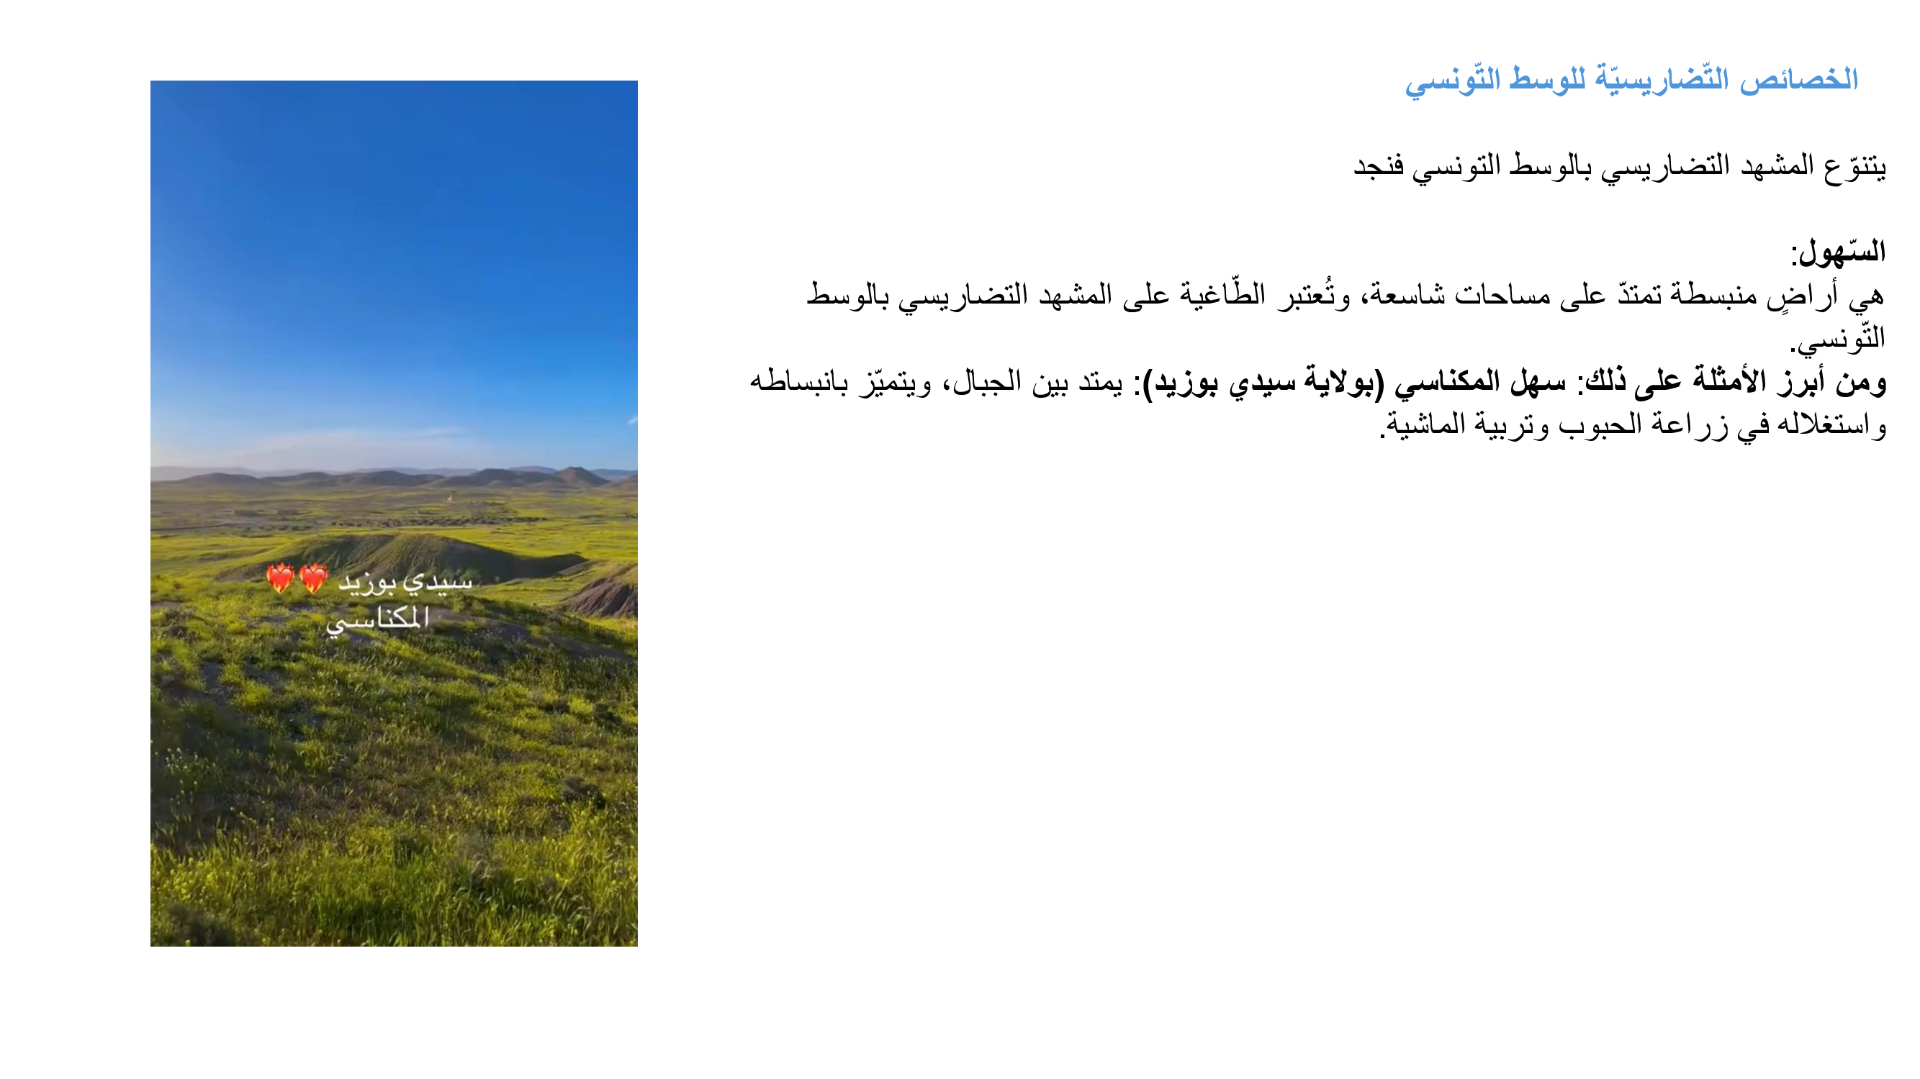 الخصائص التّضاريسيّة للوسط التّونسي
يتنوّع المشهد التضاريسي بالوسط التونسي فنجد
السّهول:
هي أراضٍ منبسطة تمتدّ على مساحات شاسعة، وتُعتبر الطّاغية على المشهد التضاريسي بالوسط
التّونسي.
ومن أبرز الأمثلة على ذلك: سهل المكناسي (بولاية سيدي بوزيد): يمتد بين الجبال، ويتميّز بانبساطه
واستغلاله في زراعة الحبوب وتربية الماشية.
سيدي بوزيد ❤️‍🔥❤️‍🔥
المكناسي